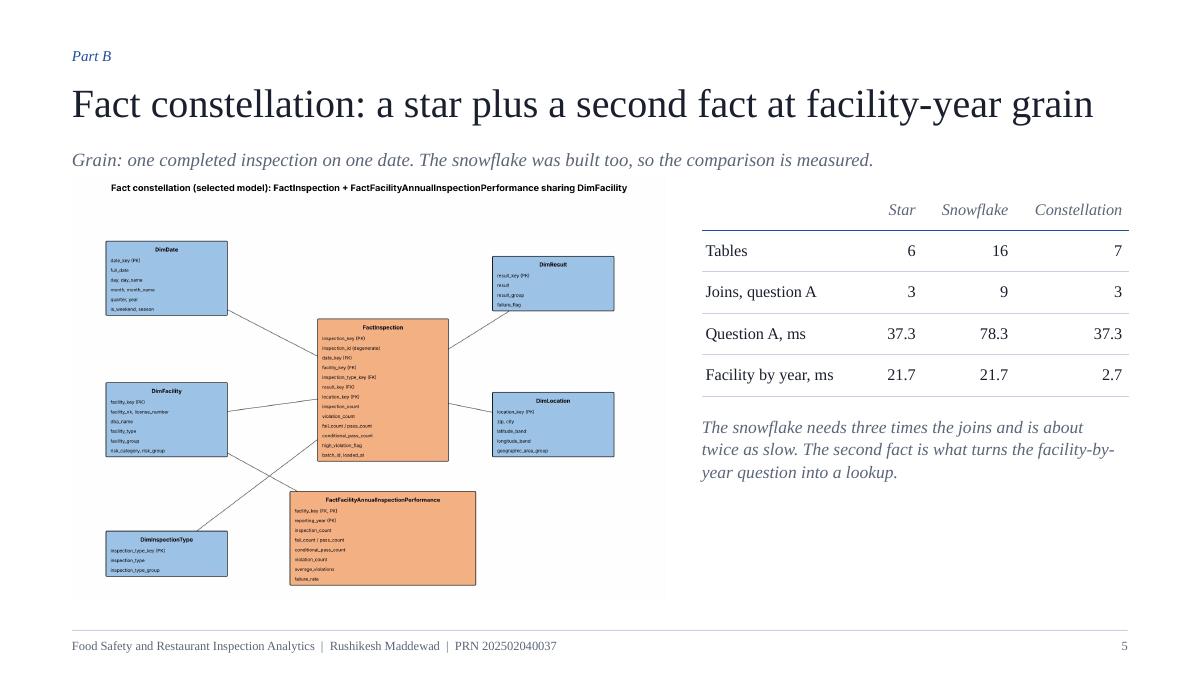 Part B
Fact constellation: a star plus a second fact at facility-year grain
Grain: one completed inspection on one date. The snowflake was built too, so the comparison is measured.
Fact constellation (selected model): FactInspection + FactFacilityAnnualInspectionPerformance sharing DimFacility
DimDate
date_key (PK)
full_date
day, day_name
month, month_name
quarter, year
is_weekend, season
DimResult
result_key (PK)
result
result_group
failure_flag
FactInspection
inspection_key (PK)
inspection_id (degenerate)
date_key (FK)
facility_key (FK)
inspection_type_key (FK)
result_key (FK)
location_key (FK)
inspection_count
violation_count
fail_count / pass_count
conditional_pass_count
high_violation_flag
batch_id, loaded_at
DimFacility
facility_key (PK)
facility_nk, license_number
dba_name
facility_type
facility_group
risk_category, risk_group
DimLocation
location_key (PK)
zip, city
latitude_band
longitude_band
geographic_area_group
FactFacilityAnnualInspectionPerformance
facility_key (FK, PK)
reporting_year (PK)
inspection_count
fail_count / pass_count
conditional_pass_count
violation_count
average_violations
failure_rate
DimInspectionType
inspection_type_key (PK)
inspection_type
inspection_type_group
Star Snowflake Constellation
Tables 6 16 7
Joins, question A 3 9 3
Question A, ms 37.3 78.3 37.3
Facility by year, ms 21.7 21.7 2.7
The snowflake needs three times the joins and is about
twice as slow. The second fact is what turns the facility-by-
year question into a lookup.
Food Safety and Restaurant Inspection Analytics | Rushikesh Maddewad | PRN 202502040037
5